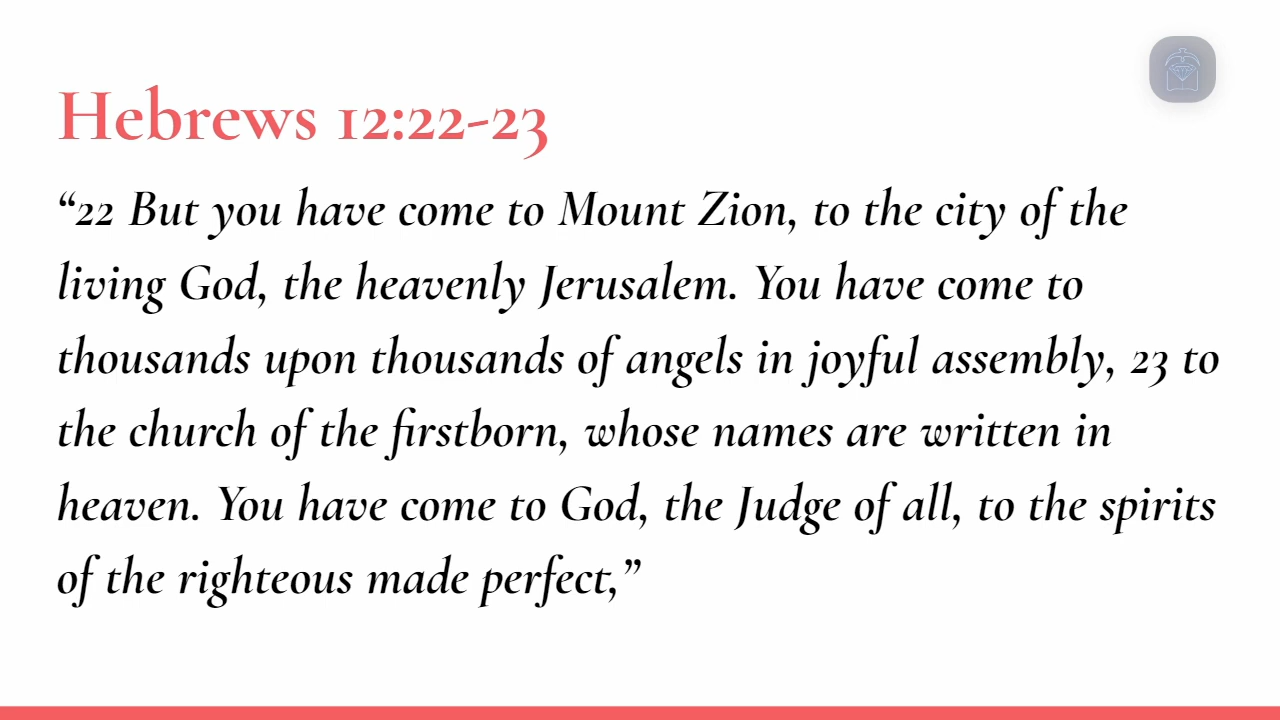 Hebrews 12:22-23
“22 But you have come to Mount Zion, to the city of the
living God, the heavenly Jerusalem. You have come to
thousands upon thousands of angels in joyful assembly, 23 to
the church of the firstborn, whose names are written in
heaven. You have come to God, the Judge of all, to the spirits
of the righteous made perfect,”